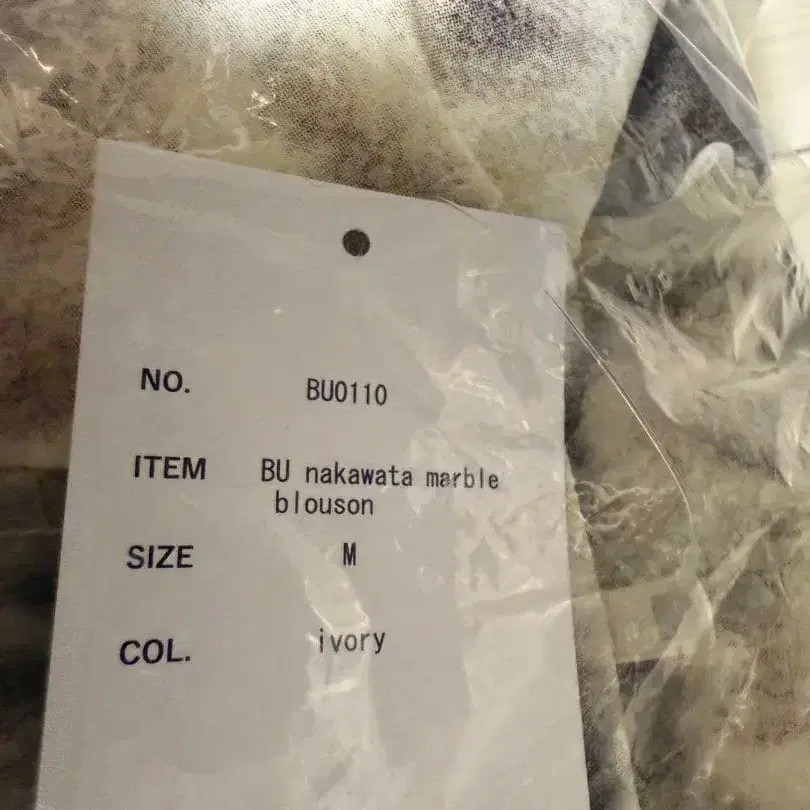 NO. BU0110
ITEM BU nakawata marble
blouson
SIZE M
COL. ivory